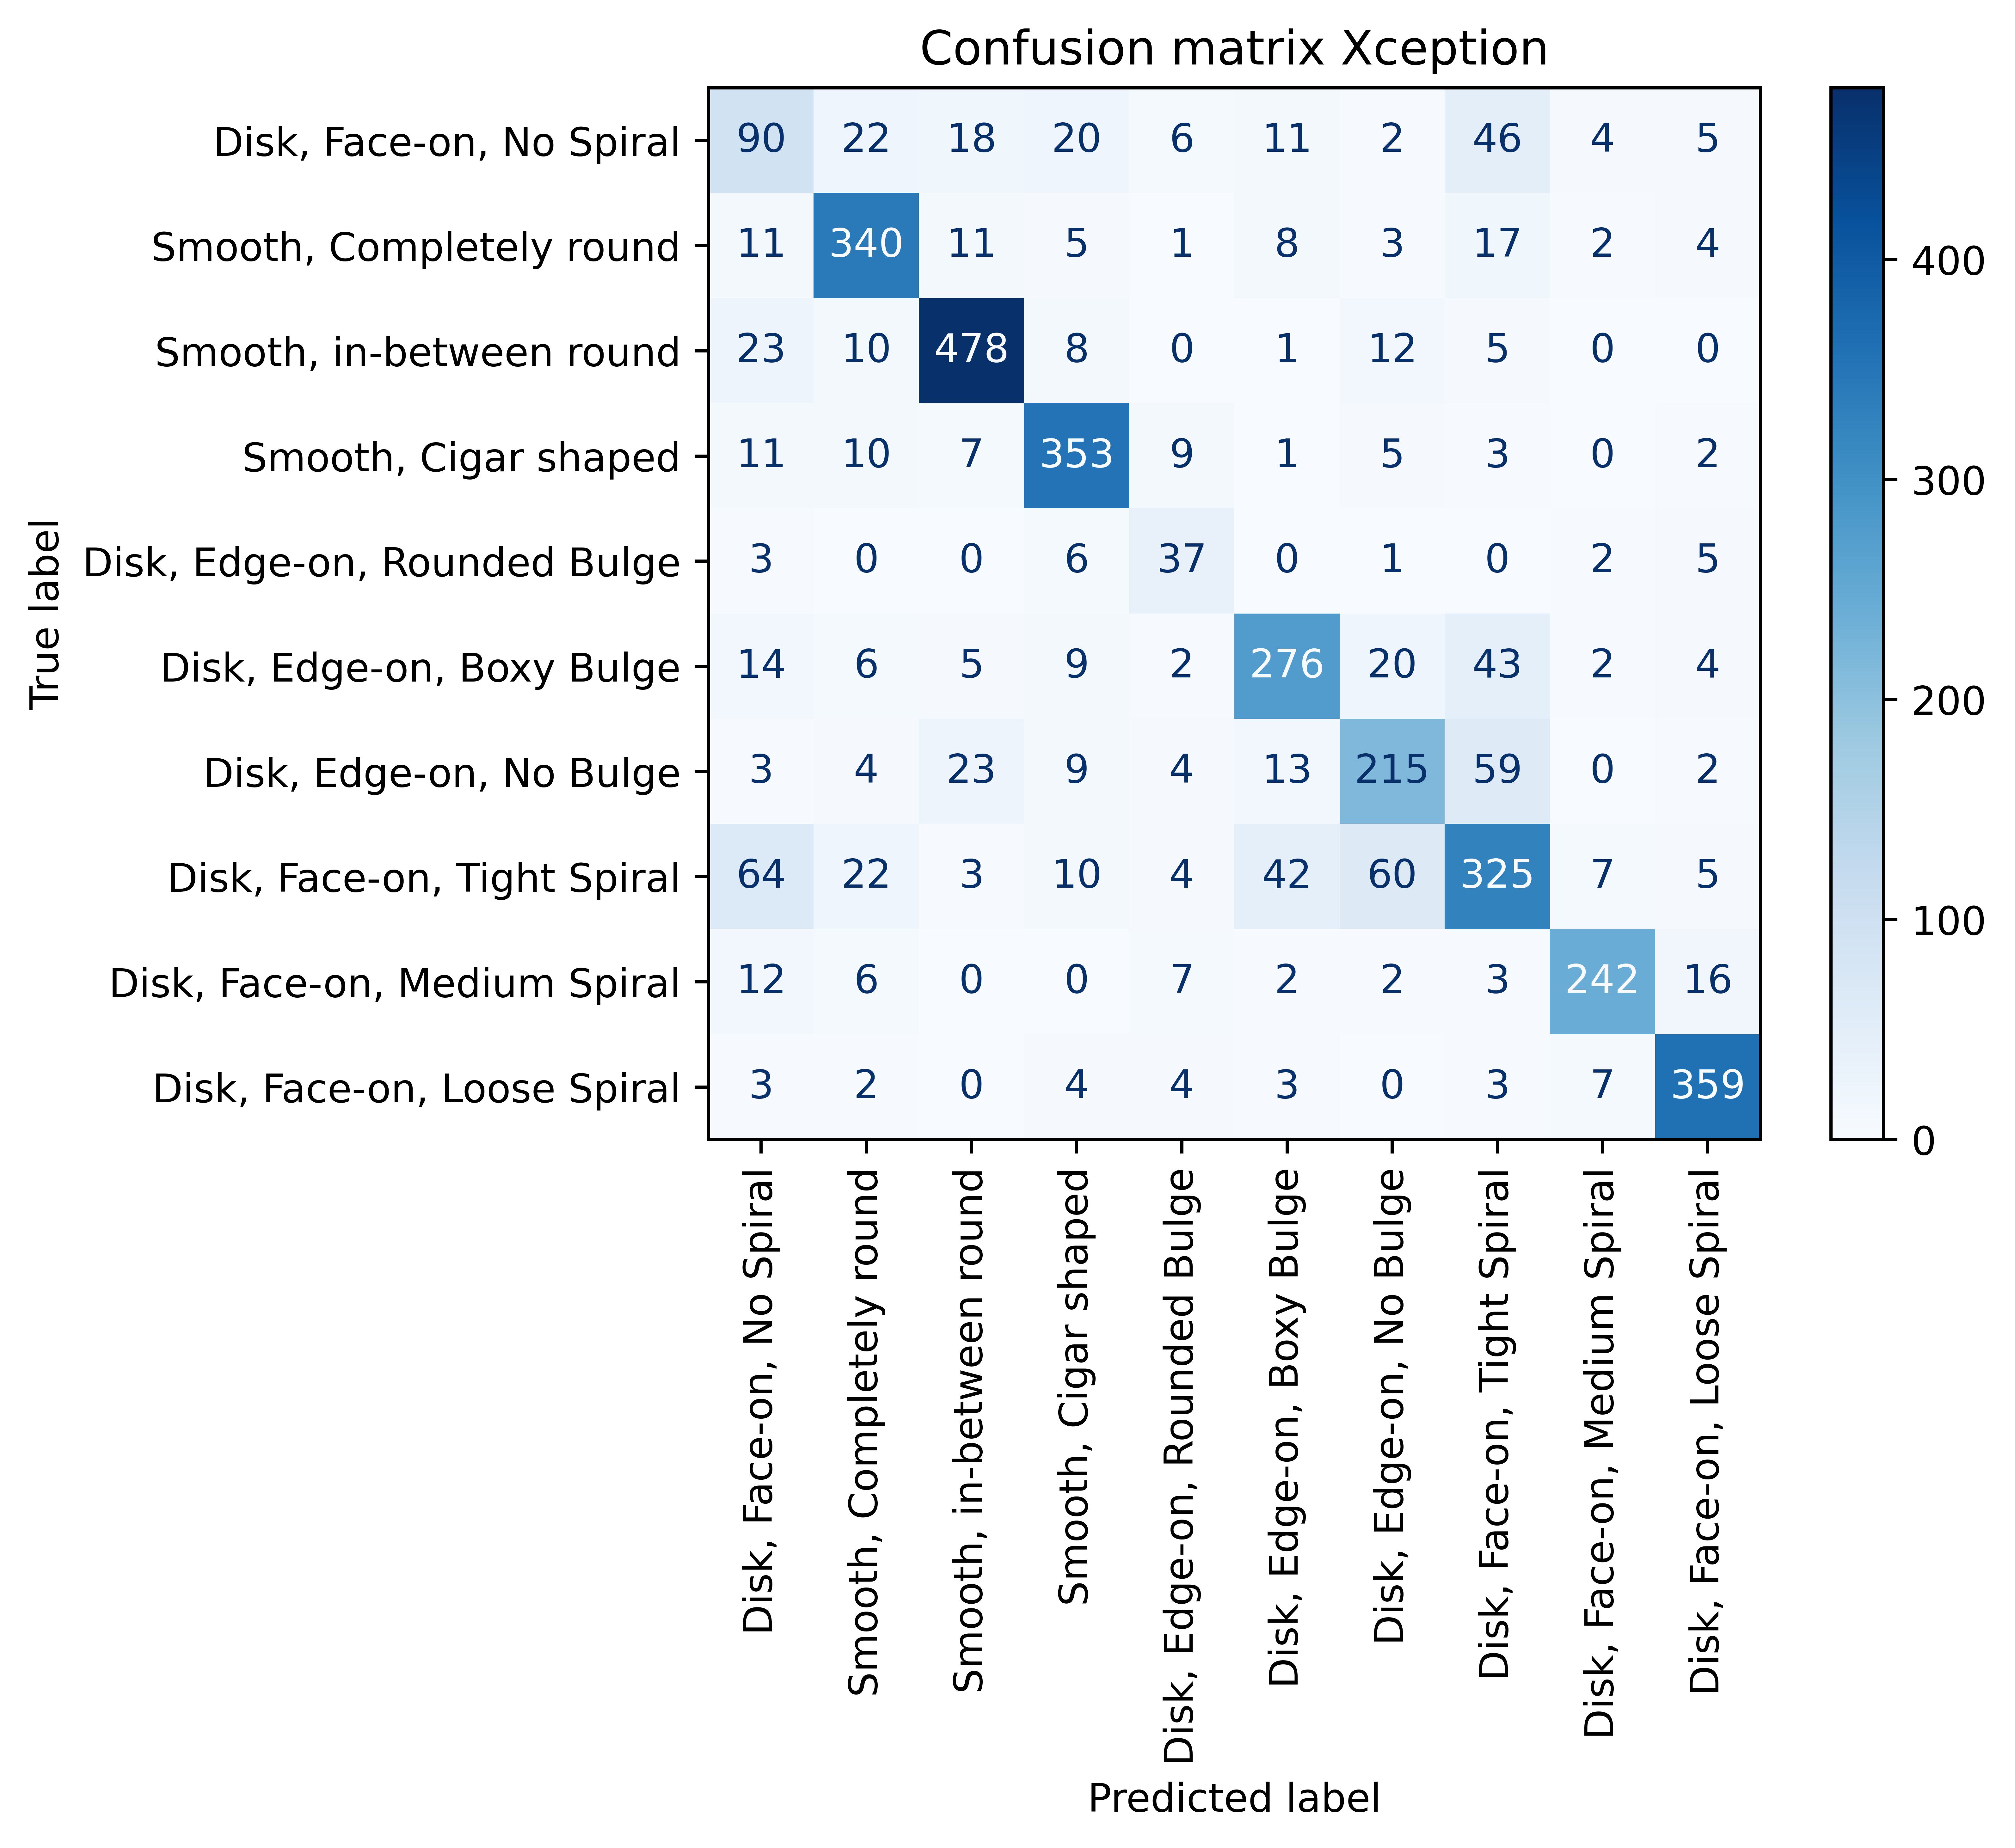 Confusion matrix Xception
True label
Disk, Face-on, No Spiral 90 22 18 20 6 11 2 46 4 5
Smooth, Completely round 11 340 11 5 1 8 3 17 2 4
Smooth, in-between round 23 10 478 8 0 1 12 5 0 0
Smooth, Cigar shaped 11 10 7 353 9 1 5 3 0 2
Disk, Edge-on, Rounded Bulge 3 0 0 6 37 0 1 0 2 5
Disk, Edge-on, Boxy Bulge 14 6 5 9 2 276 20 43 2 4
Disk, Edge-on, No Bulge 3 4 23 9 4 13 215 59 0 2
Disk, Face-on, Tight Spiral 64 22 3 10 4 42 60 325 7 5
Disk, Face-on, Medium Spiral 12 6 0 0 7 2 2 3 242 16
Disk, Face-on, Loose Spiral 3 2 0 4 4 3 0 3 7 359
Disk, Face-on, No Spiral
Smooth, Completely round
Smooth, in-between round
Smooth, Cigar shaped
Disk, Edge-on, Rounded Bulge
Disk, Edge-on, Boxy Bulge
Disk, Edge-on, No Bulge
Disk, Face-on, Tight Spiral
Disk, Face-on, Medium Spiral
Disk, Face-on, Loose Spiral
Predicted label
400
300
200
100
0